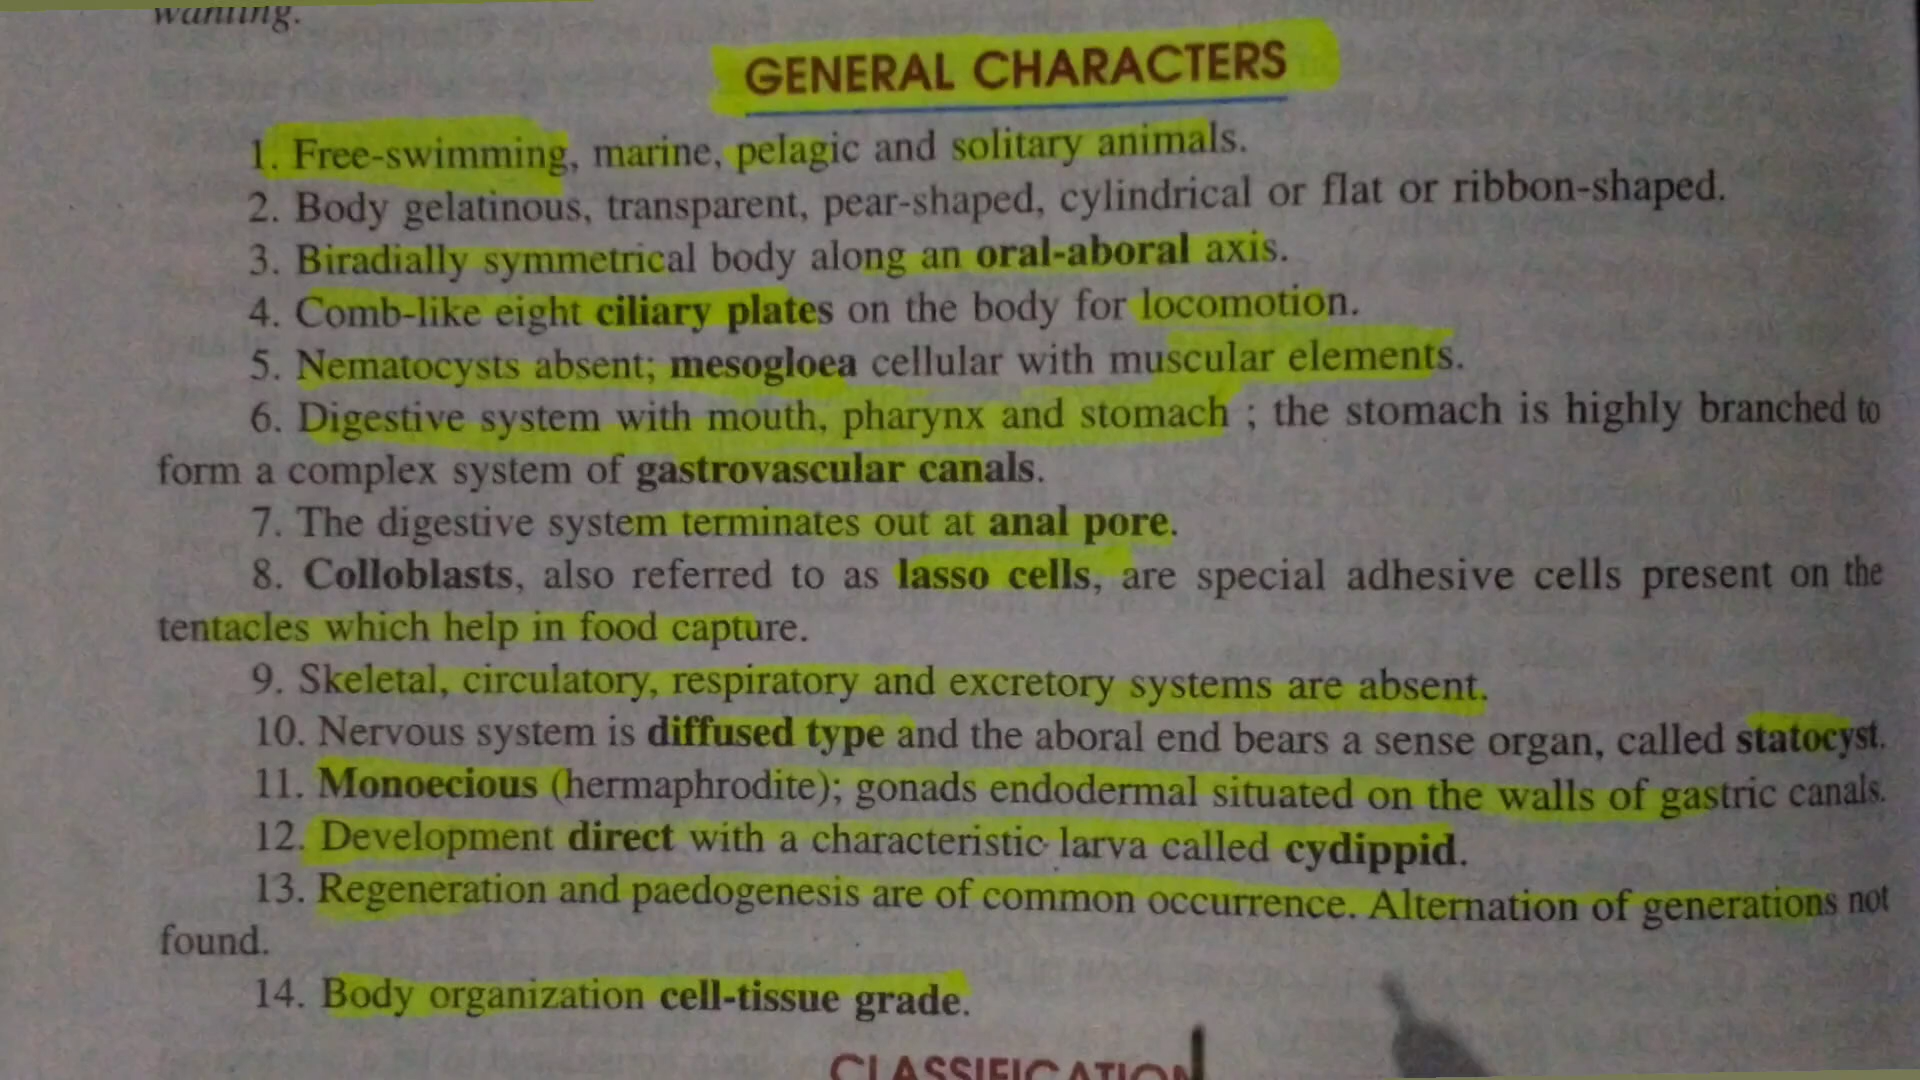 wanting.
GENERAL CHARACTERS
1. Free-swimming, marine, pelagic and solitary animals.
2. Body gelatinous, transparent, pear-shaped, cylindrical or flat or ribbon-shaped.
3. Biradially symmetrical body along an oral-aboral axis.
4. Comb-like eight ciliary plates on the body for locomotion.
5. Nematocysts absent; mesogloea cellular with muscular elements.
6. Digestive system with mouth, pharynx and stomach ; the stomach is highly branched to
form a complex system of gastrovascular canals.
7. The digestive system terminates out at anal pore.
8. Colloblasts, also referred to as lasso cells, are special adhesive cells present on the
tentacles which help in food capture.
9. Skeletal, circulatory, respiratory and excretory systems are absent.
10. Nervous system is diffused type and the aboral end bears a sense organ, called statocyst.
11. Monoecious (hermaphrodite); gonads endodermal situated on the walls of gastric canals.
12. Development direct with a characteristic larva called cydippid.
13. Regeneration and paedogenesis are of common occurrence. Alternation of generations not
found.
14. Body organization cell-tissue grade.
CLASSIFICATION